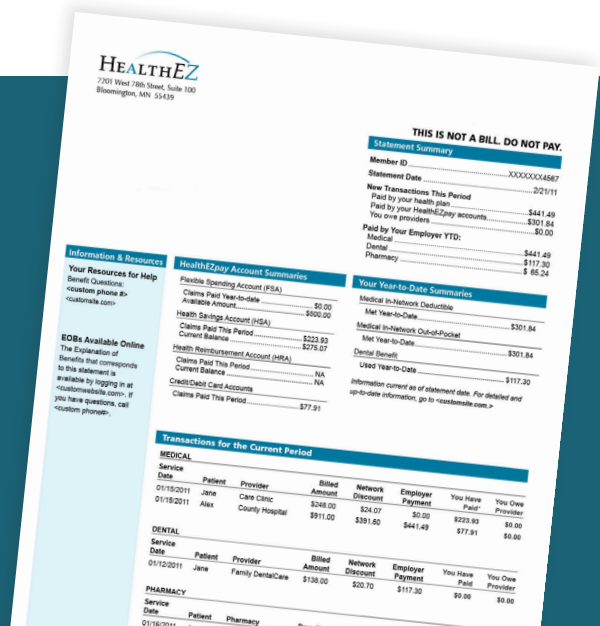 HEALTHEZ
7201 West 78th Street, Suite 100
Bloomington, MN 55439
THIS IS NOT A BILL. DO NOT PAY.
Statement Summary
Member ID XXXXXXX4567
Statement Date 2/21/11
New Transactions This Period
Paid by your health plan $441.49
Paid by your HealthEZpay accounts $301.84
You owe providers $0.00
Paid by Your Employer YTD:
Medical $441.49
Dental $117.30
Pharmacy $ 65.24
Information & Resources
Your Resources for Help
Benefit Questions:
<custom phone #>
<customsite.com>
EOBs Available Online
The Explanation of
Benefits that corresponds
to this statement is
available by logging in at
<customwebsite.com>. If
you have questions, call
<custom phone#>.
HealthEZpay Account Summaries
Flexible Spending Account (FSA)
Claims Paid Year-to-date $0.00
Available Amount $500.00
Health Savings Account (HSA)
Claims Paid This Period $223.93
Current Balance $275.07
Health Reimbursement Account (HRA)
Claims Paid This Period NA
Current Balance NA
Credit/Debit Card Accounts
Claims Paid This Period $77.91
Your Year-to-Date Summaries
Medical In-Network Deductible
Met Year-to-Date $301.84
Medical In-Network Out-of-Pocket
Met Year-to-Date $301.84
Dental Benefit
Used Year-to-Date $117.30
Information current as of statement date. For detailed and
up-to-date information, go to <customsite.com.>
Transactions for the Current Period
MEDICAL
Service Date Patient Provider Billed Amount Network Discount Employer Payment You Have Paid* You Owe Provider
01/15/2011 Jane Care Clinic $248.00 $24.07 $0.00 $223.93 $0.00
01/15/2011 Alex County Hospital $911.00 $391.60 $441.49 $77.91 $0.00
DENTAL
Service Date Patient Provider Billed Amount Network Discount Employer Payment You Have Paid You Owe Provider
01/12/2011 Jane Family DentalCare $138.00 $20.70 $117.30 $0.00 $0.00
PHARMACY
Service
Date Patient Pharmacy
01/16/2011 Jane